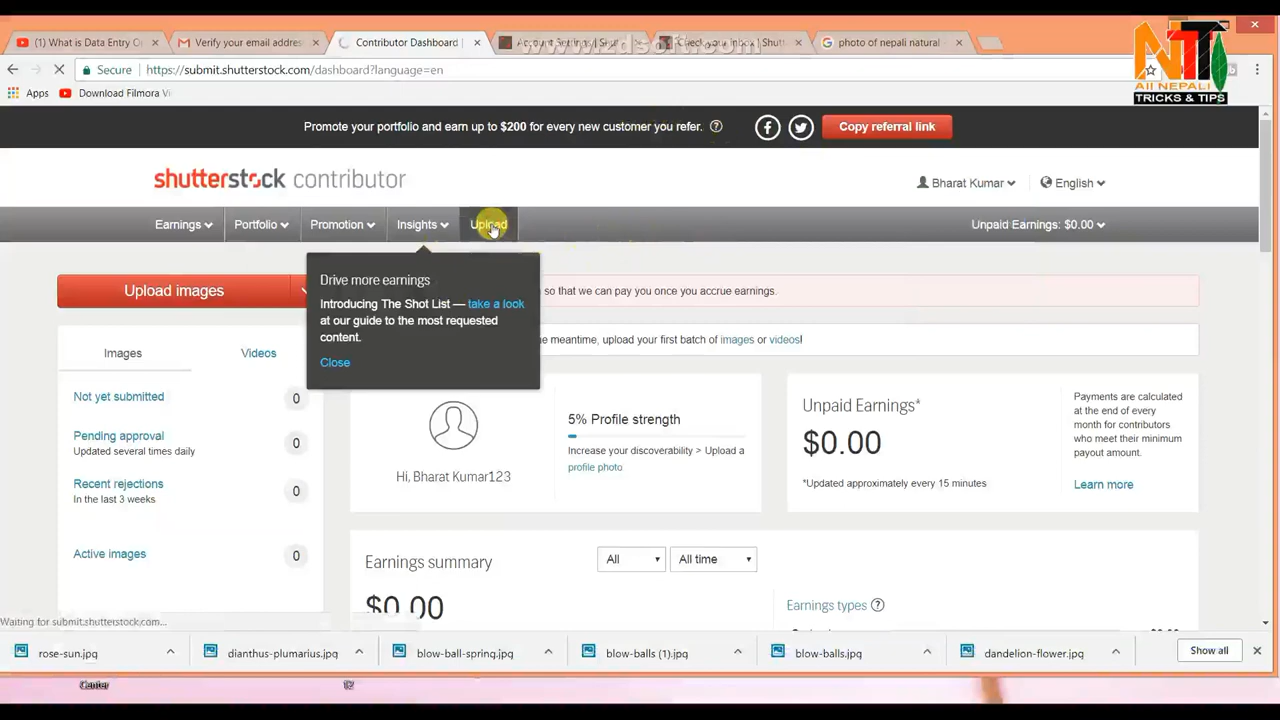 (1) What is Data Entry O
Verify your email addres
Contributor Dashboard
Account Settings | Shut
Check your inbox | Shutt
photo of nepali natural
NTT
All NEPALI
TRICKS & TIPS
Secure
https://submit.shutterstock.com/dashboard?language=en
Apps
Download Filmora Vi
Promote your portfolio and earn up to $200 for every new customer you refer.
Copy referral link
shutterstock contributor
Bharat Kumar
English
Earnings
Portfolio
Promotion
Insights
Upload
Unpaid Earnings: $0.00
Drive more earnings
Introducing The Shot List — take a look
at our guide to the most requested
content.
Close
Upload images
so that we can pay you once you accrue earnings.
e meantime, upload your first batch of images or videos!
Images
Videos
Not yet submitted
0
Pending approval
0
Updated several times daily
Recent rejections
0
In the last 3 weeks
Active images
0
Hi, Bharat Kumar123
5% Profile strength
Increase your discoverability > Upload a
profile photo
Unpaid Earnings*
$0.00
*Updated approximately every 15 minutes
Payments are calculated
at the end of every
month for contributors
who meet their minimum
payout amount.
Learn more
Earnings summary
All
All time
$0.00
Earnings types
Waiting for submit.shutterstock.com...
rose-sun.jpg
dianthus-plumarius.jpg
blow-ball-spring.jpg
blow-balls (1).jpg
blow-balls.jpg
dandelion-flower.jpg
Show all
Center
12